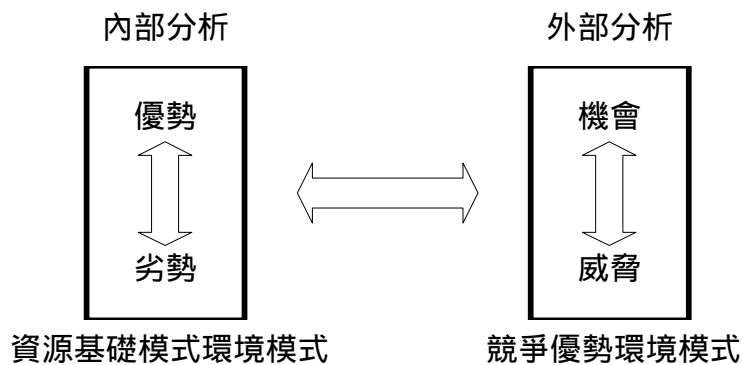 內部分析
外部分析
優勢
機會
劣勢
威脅
資源基礎模式環境模式
競爭優勢環境模式